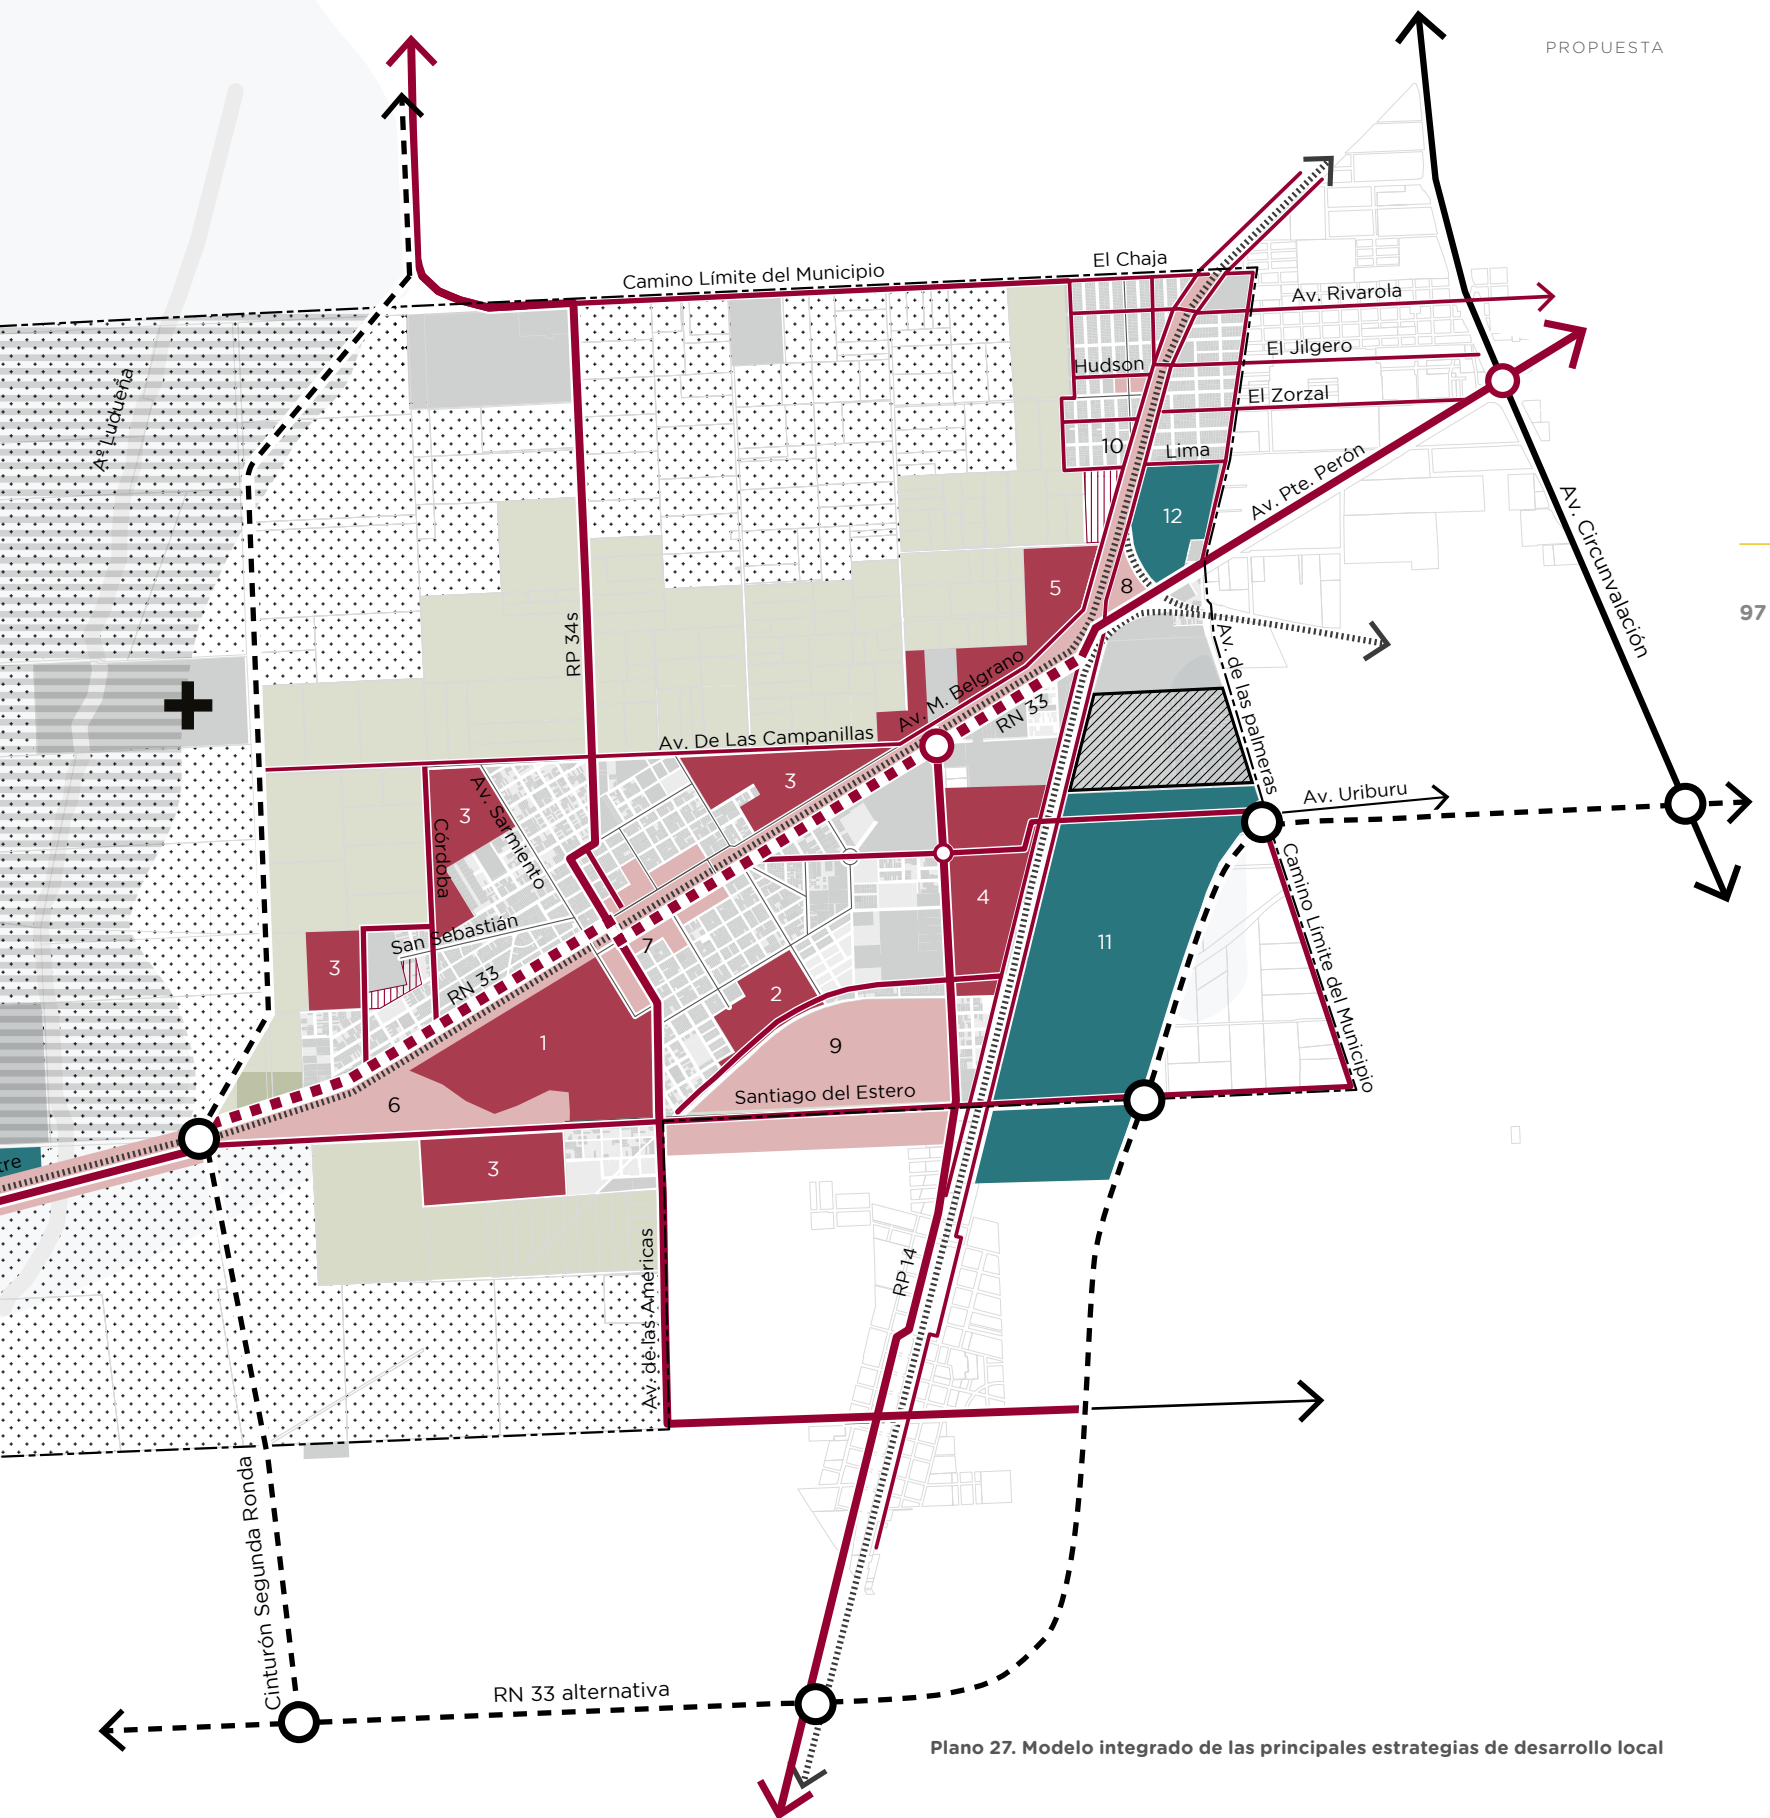 PROPUESTA
El Chaja
Camino Límite del Municipio
Av. Rivarola
El Jilgero
Hudson
El Zorzal
Aº Ludueña
10
Lima
Av. Pte. Perón
12
Av. Circunvalación
5
8
97
RP 34s
Av. de las palmeras
Av. M. Belgrano
RN 33
Av. De Las Campanillas
3
Av. Uriburu
3
Av. Sarmiento
Córdoba
4
Camino Límite del Municipio
San Sebastián
7
11
3
RN 33
2
1
9
Santiago del Estero
6
tre
3
Av. de las Américas
RP 14
Cinturón Segunda Ronda
RN 33 alternativa
Plano 27. Modelo integrado de las principales estrategias de desarrollo local